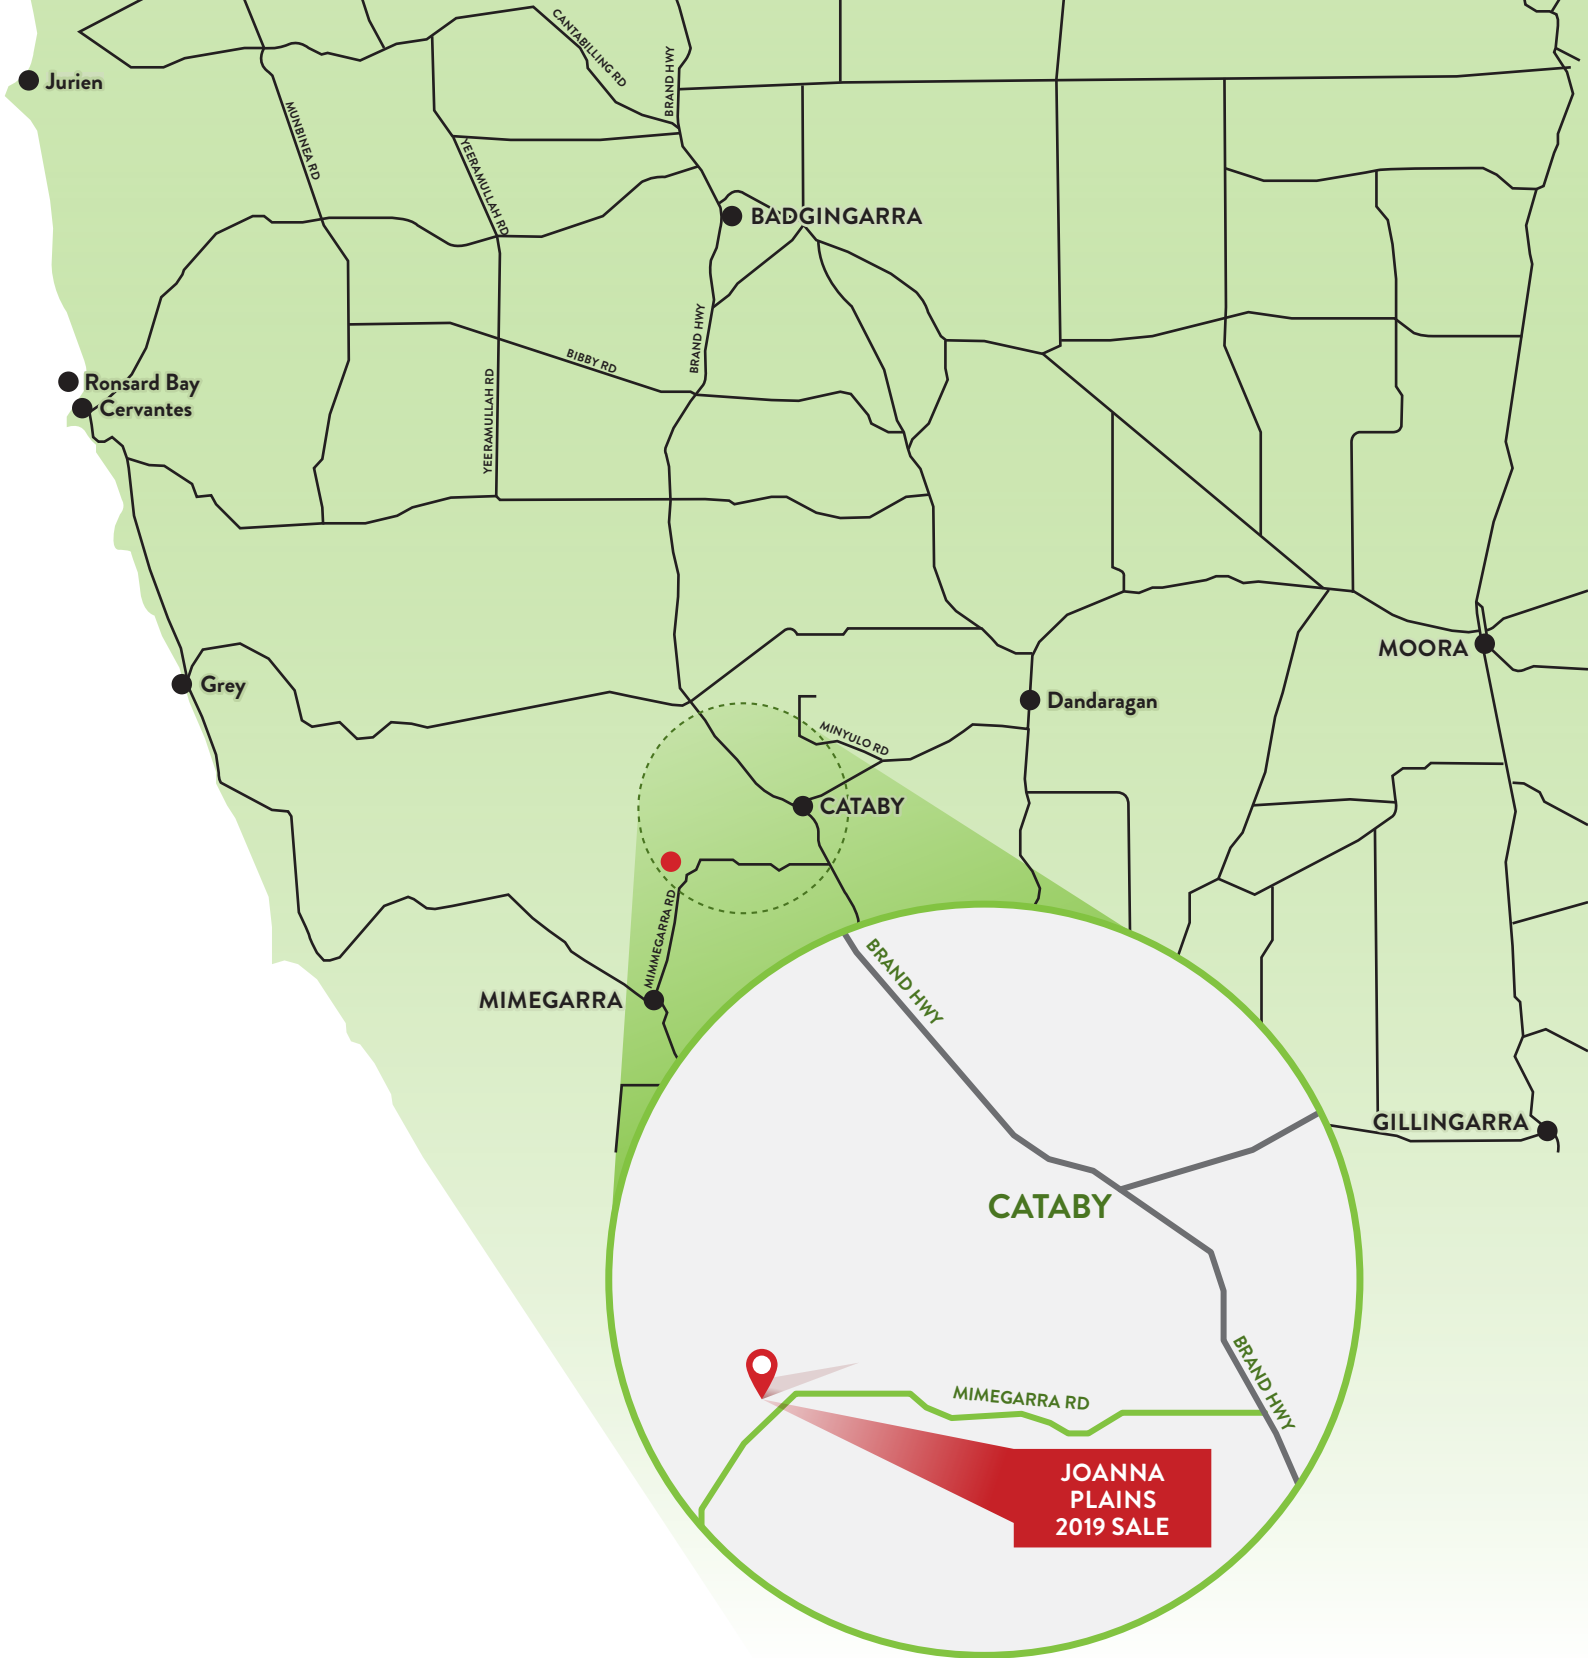 CANTABILLING RD
BRAND HWY
Jurien
MUNBINEA RD
YEERAMULLAH RD
BADGINGARRA
BRAND HWY
BIBBY RD
YEERAMULLAH RD
Ronsard Bay
Cervantes
MOORA
Grey
Dandaragan
MINYULO RD
CATABY
MIMMEGARRA RD
MIMEGARRA
BRAND HWY
GILLINGARRA
CATABY
BRAND HWY
MIMEGARRA RD
JOANNA
PLAINS
2019 SALE